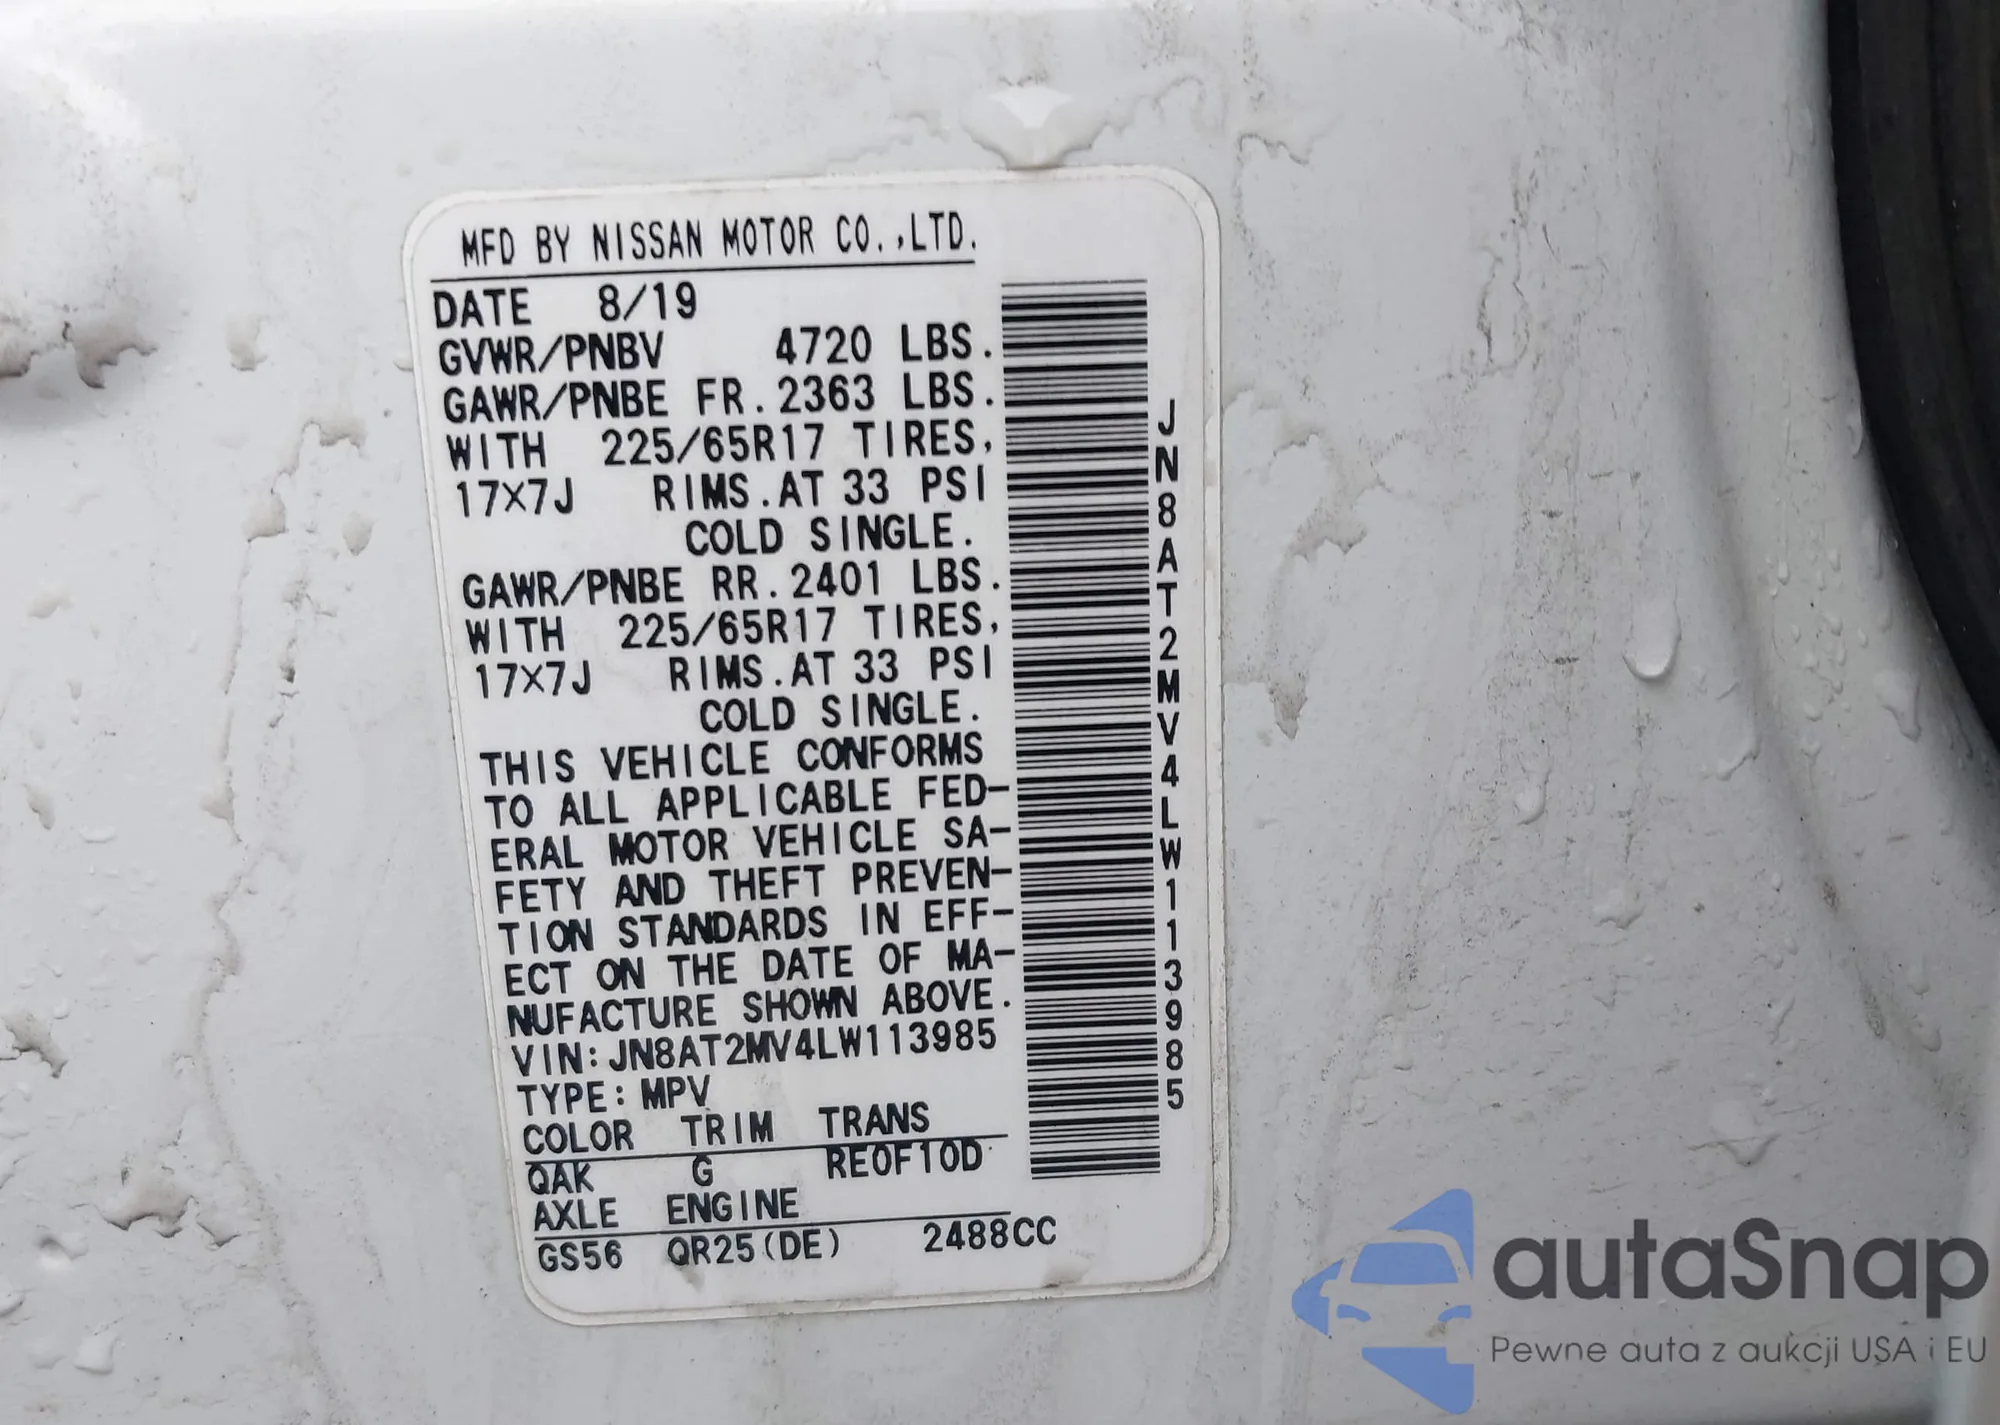 MFD BY NISSAN MOTOR CO.,LTD.
DATE 8/19
GVWR/PNBV 4720 LBS.
GAWR/PNBE FR.2363 LBS.
WITH 225/65R17 TIRES,
17X7J RIMS.AT 33 PSI
COLD SINGLE.
GAWR/PNBE RR.2401 LBS.
WITH 225/65R17 TIRES,
17X7J RIMS.AT 33 PSI
COLD SINGLE.
THIS VEHICLE CONFORMS
TO ALL APPLICABLE FED-
ERAL MOTOR VEHICLE SA-
FETY AND THEFT PREVEN-
TION STANDARDS IN EFF-
ECT ON THE DATE OF MA-
NUFACTURE SHOWN ABOVE.
VIN:JN8AT2MV4LW113985
TYPE:MPV
COLOR TRIM TRANS
QAK G RE0F10D
AXLE ENGINE
GS56 QR25(DE) 2488CC
JN8AT2MV4LW113985
autaSnap
Pewne auta z aukcji USA i EU